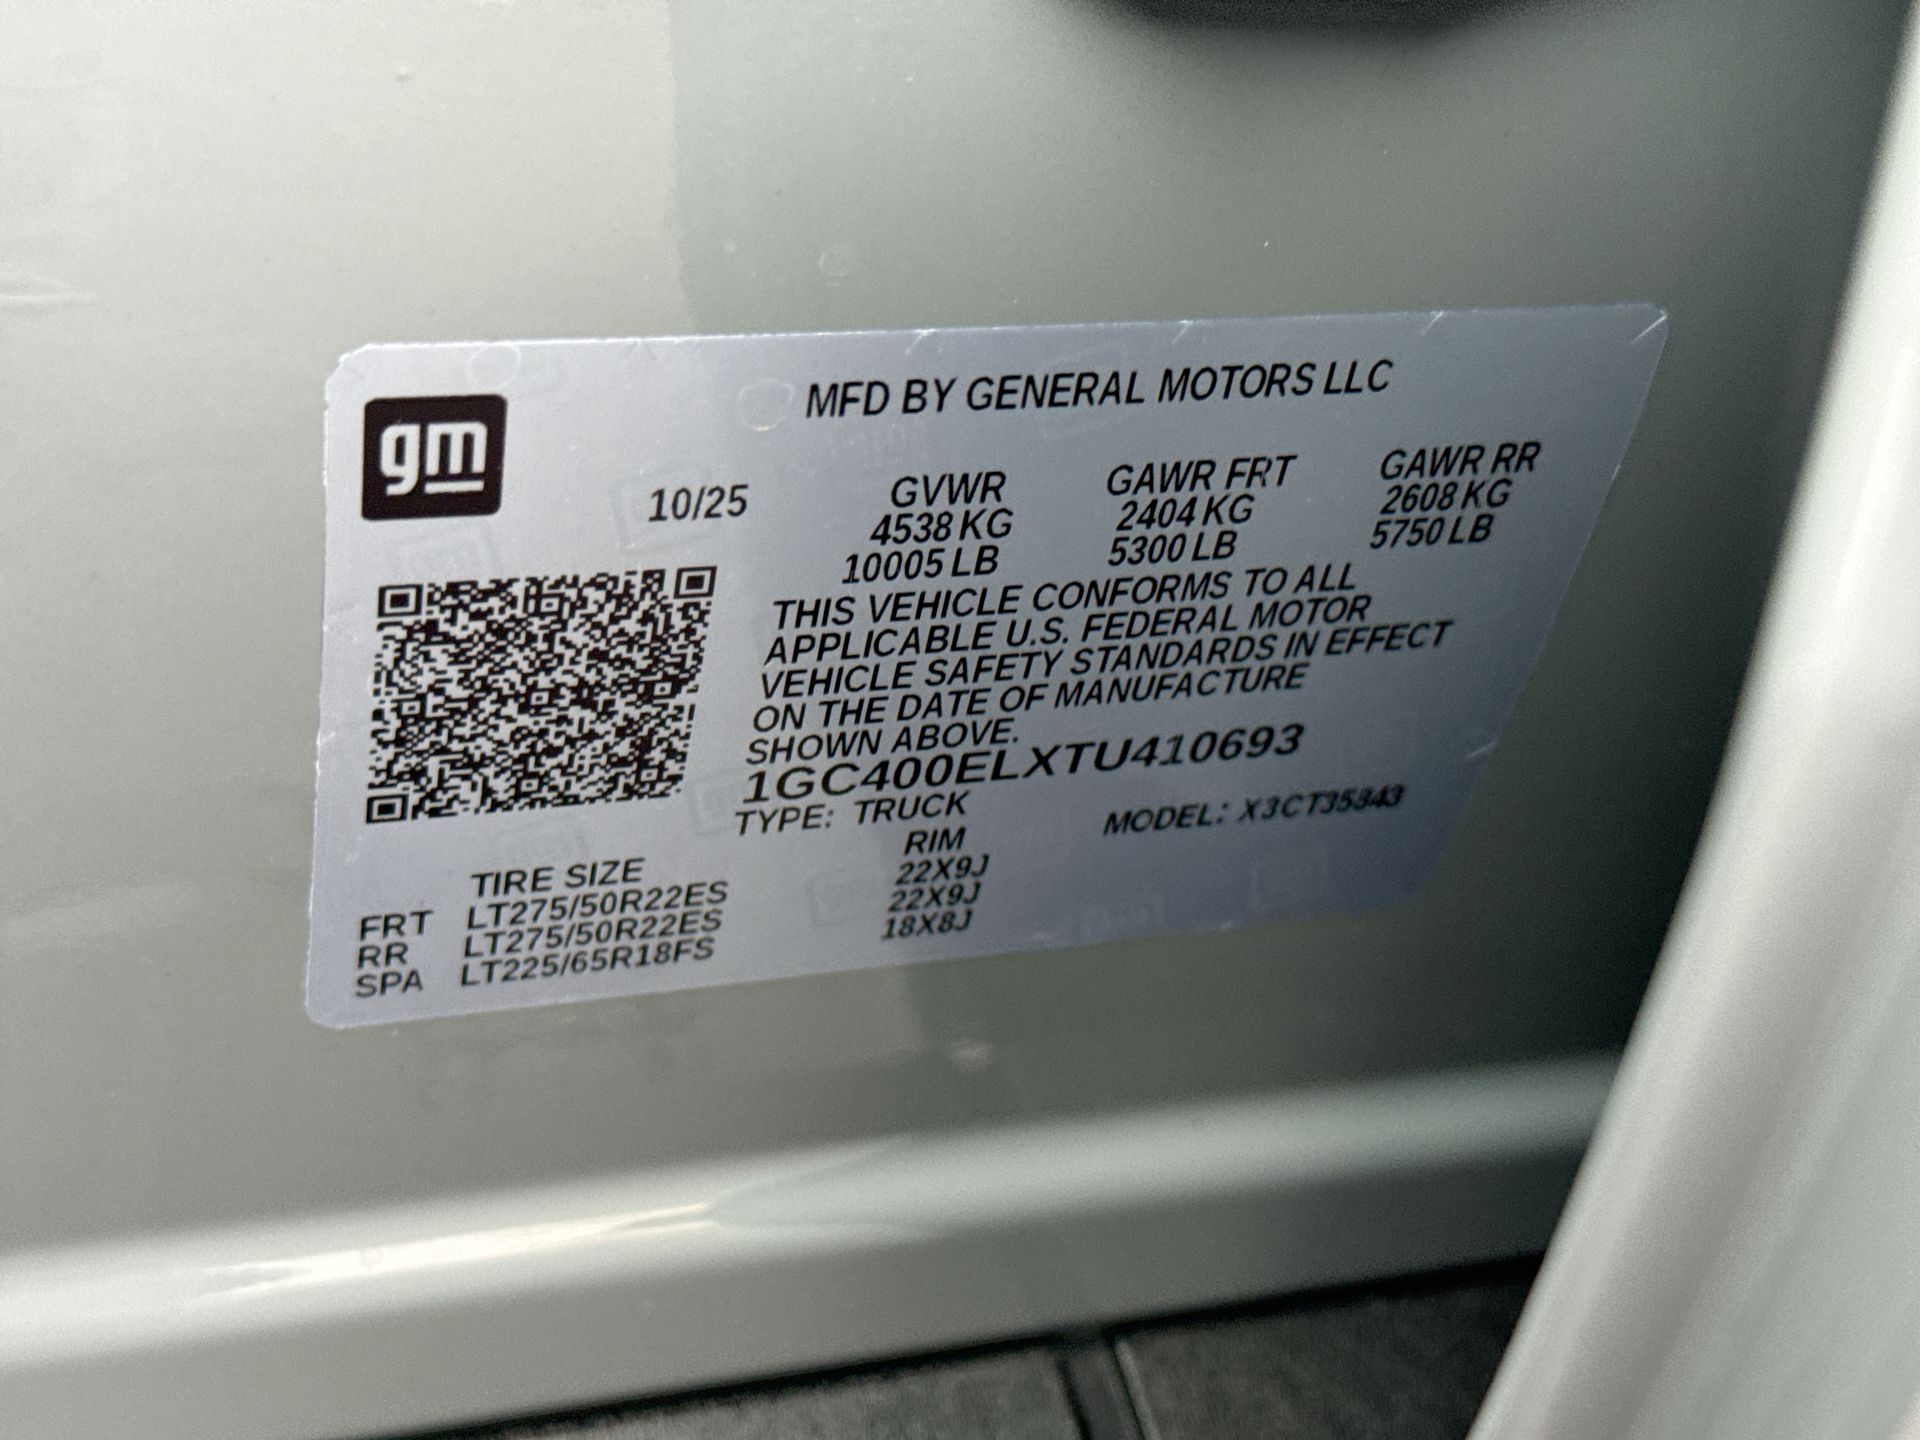 gm
MFD BY GENERAL MOTORS LLC
10/25 GVWR GAWR FRT GAWR RR
4538 KG 2404 KG 2608 KG
10005 LB 5300 LB 5750 LB
THIS VEHICLE CONFORMS TO ALL
APPLICABLE U.S. FEDERAL MOTOR
VEHICLE SAFETY STANDARDS IN EFFECT
ON THE DATE OF MANUFACTURE
SHOWN ABOVE.
1GC400ELXTU410693
TYPE: TRUCK MODEL: X3CT35843
TIRE SIZE RIM
FRT LT275/50R22ES 22X9J
RR LT275/50R22ES 22X9J
SPA LT225/65R18FS 18X8J